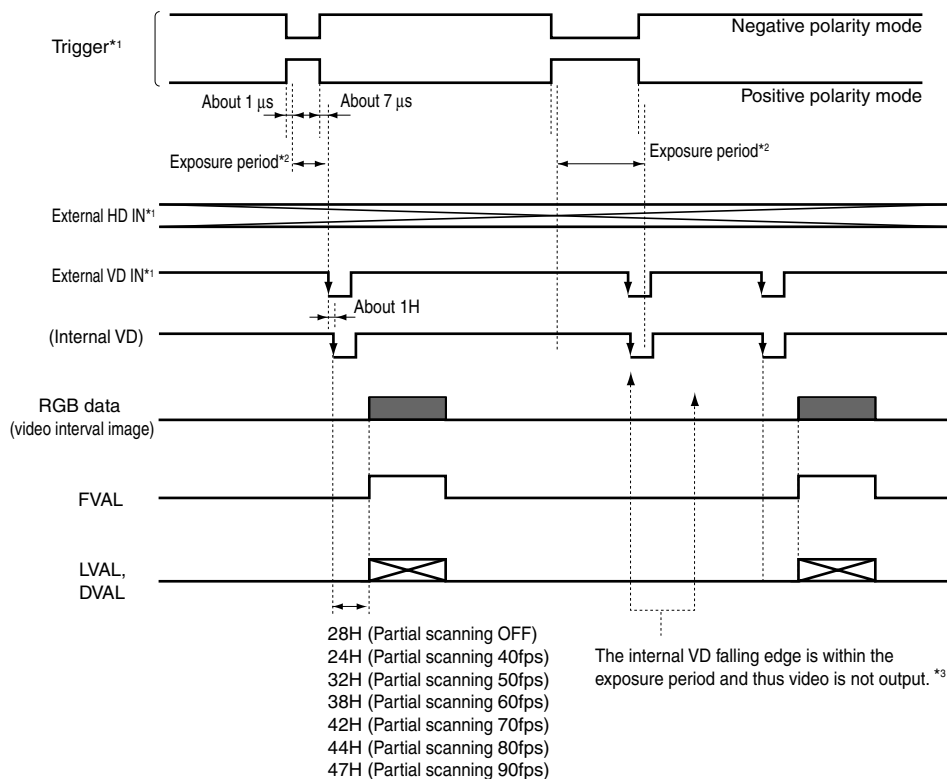 Negative polarity mode
Trigger*1
Positive polarity mode
About 1 μs
About 7 μs
Exposure period*2
Exposure period*2
External HD IN*1
External VD IN*1
About 1H
(Internal VD)
RGB data
(video interval image)
FVAL
LVAL,
DVAL
28H (Partial scanning OFF)
24H (Partial scanning 40fps)
32H (Partial scanning 50fps)
38H (Partial scanning 60fps)
42H (Partial scanning 70fps)
44H (Partial scanning 80fps)
47H (Partial scanning 90fps)
The internal VD falling edge is within the
exposure period and thus video is not output. *3